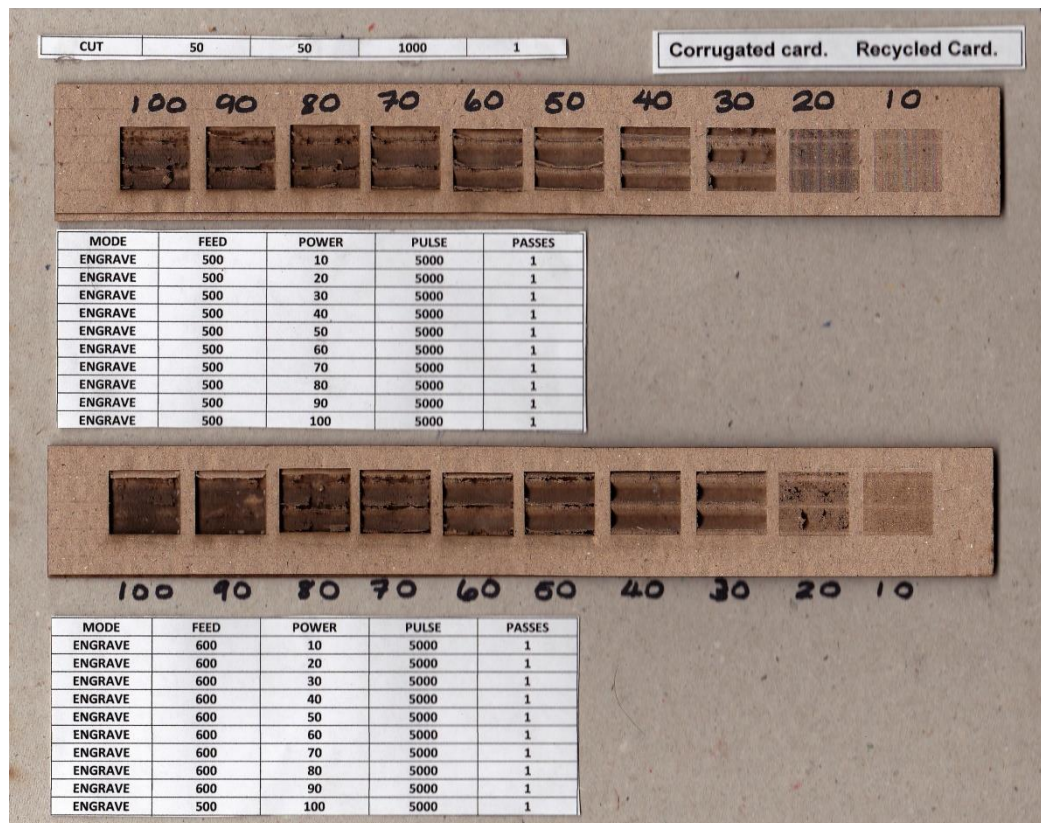 CUT 50 50 1000 1
Corrugated card. Recycled Card.
100 90 80 70 60 50 40 30 20 10
MODE FEED POWER PULSE PASSES
ENGRAVE 500 10 5000 1
ENGRAVE 500 20 5000 1
ENGRAVE 500 30 5000 1
ENGRAVE 500 40 5000 1
ENGRAVE 500 50 5000 1
ENGRAVE 500 60 5000 1
ENGRAVE 500 70 5000 1
ENGRAVE 500 80 5000 1
ENGRAVE 500 90 5000 1
ENGRAVE 500 100 5000 1
100 90 80 70 60 50 40 30 20 10
MODE FEED POWER PULSE PASSES
ENGRAVE 600 10 5000 1
ENGRAVE 600 20 5000 1
ENGRAVE 600 30 5000 1
ENGRAVE 600 40 5000 1
ENGRAVE 600 50 5000 1
ENGRAVE 600 60 5000 1
ENGRAVE 600 70 5000 1
ENGRAVE 600 80 5000 1
ENGRAVE 600 90 5000 1
ENGRAVE 500 100 5000 1